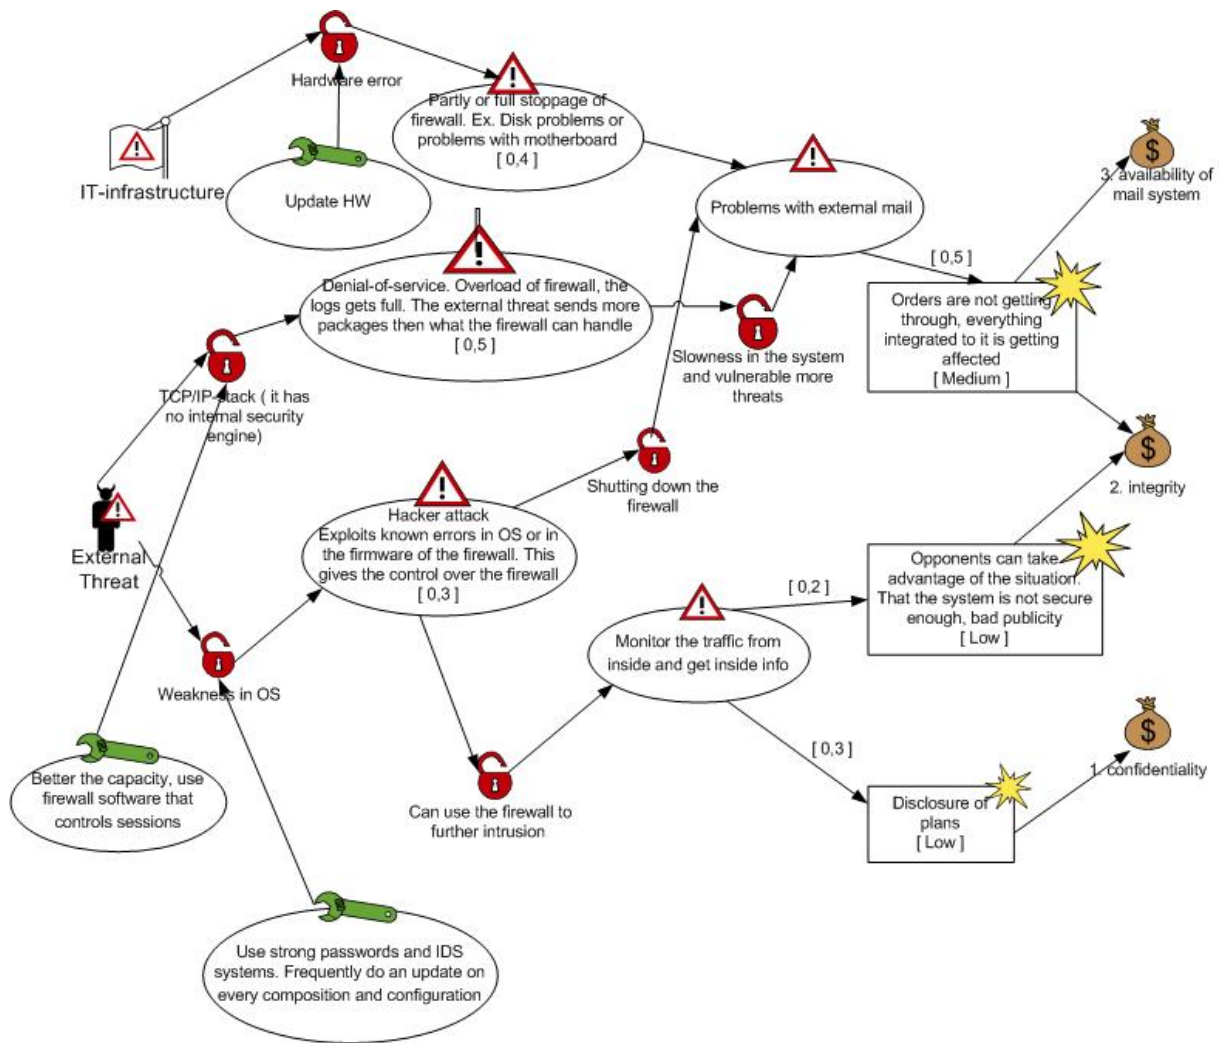 Hardware error
Partly or full stoppage of
firewall. Ex. Disk problems or
problems with motherboard
[ 0,4 ]
IT-infrastructure
Update HW
Problems with external mail
3. availability of
mail system
[ 0,5 ]
Denial-of-service. Overload of firewall, the
logs gets full. The external threat sends more
packages then what the firewall can handle
[ 0,5 ]
Orders are not getting
through, everything
integrated to it is getting
affected
[ Medium ]
Slowness in the system
and vulnerable more
threats
TCP/IP-stack ( it has
no internal security
engine)
Shutting down the
firewall
2. integrity
Hacker attack
Exploits known errors in OS or in
the firmware of the firewall. This
gives the control over the firewall
[ 0,3 ]
External
Threat
Opponents can take
advantage of the situation.
That the system is not secure
enough, bad publicity
[ Low ]
[ 0,2 ]
Monitor the traffic from
inside and get inside info
Weakness in OS
[ 0,3 ]
1. confidentiality
Better the capacity, use
firewall software that
controls sessions
Can use the firewall to
further intrusion
Disclosure of
plans
[ Low ]
Use strong passwords and IDS
systems. Frequently do an update on
every composition and configuration